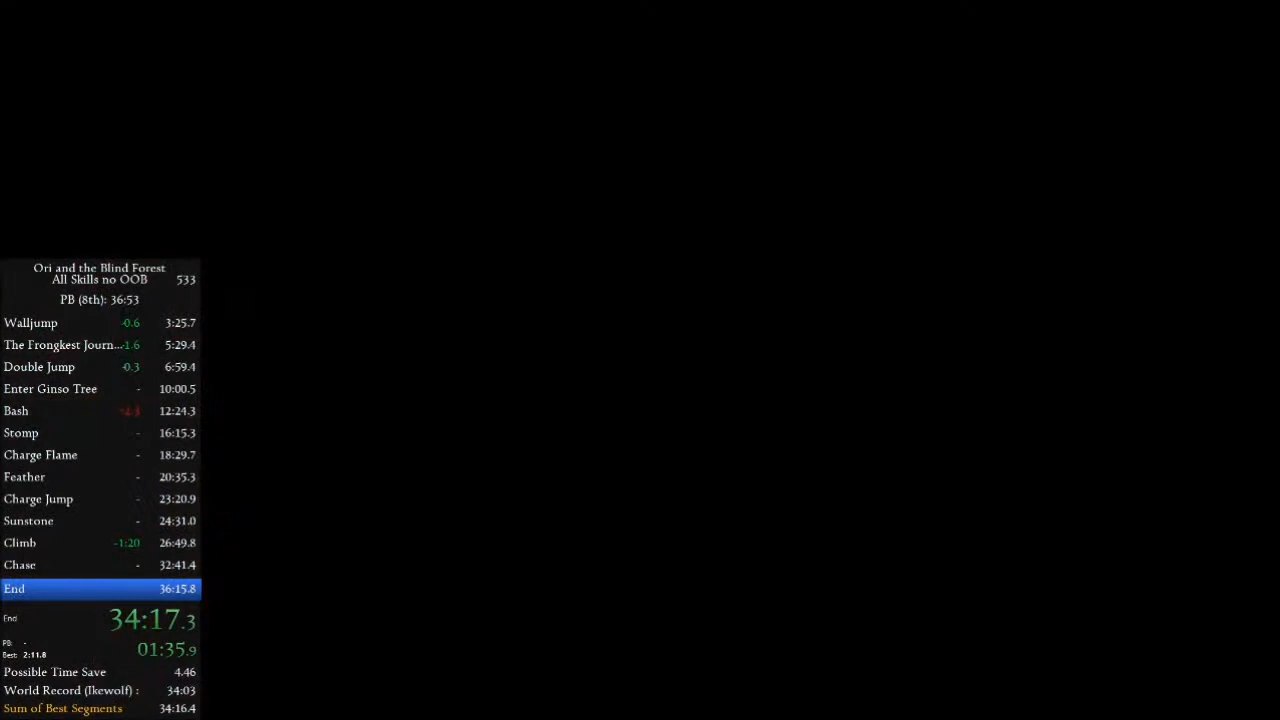 Ori and the Blind Forest
All Skills no OOB 533
PB (8th): 36:53
Walljump -0.6 3:25.7
The Frongkest Journ... -1.6 5:29.4
Double Jump -0.3 6:59.4
Enter Ginso Tree - 10:00.5
Bash +2.3 12:24.3
Stomp - 16:15.3
Charge Flame - 18:29.7
Feather - 20:35.3
Charge Jump - 23:20.9
Sunstone - 24:31.0
Climb -1:20 26:49.8
Chase - 32:41.4
End 36:15.8
End 34:17.3
PB: -
Best: 2:11.8 01:35.9
Possible Time Save 4.46
World Record (Ikewolf) : 34:03
Sum of Best Segments 34:16.4